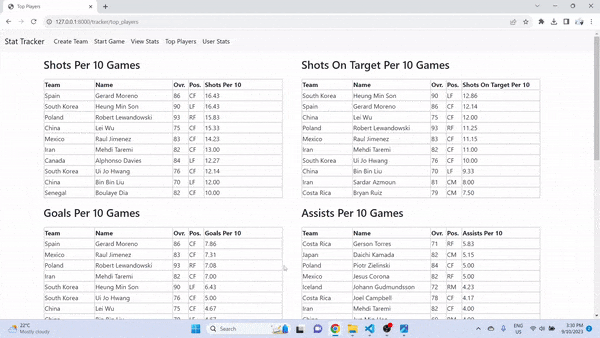 Top Players
127.0.0.1:8000/tracker/top_players
Stat Tracker Create Team Start Game View Stats Top Players User Stats
Shots Per 10 Games
Team Name Ovr. Pos. Shots Per 10
Spain Gerard Moreno 86 CF 16.43
South Korea Heung Min Son 90 LF 16.43
Poland Robert Lewandowski 93 RF 15.83
China Lei Wu 75 CF 15.33
Mexico Raul Jimenez 83 CF 14.23
Iran Mehdi Taremi 82 CF 13.00
Canada Alphonso Davies 84 LF 12.27
South Korea Ui Jo Hwang 76 CF 12.14
China Bin Bin Liu 70 LF 12.00
Senegal Boulaye Dia 82 CF 10.00
Shots On Target Per 10 Games
Team Name Ovr. Pos. Shots On Target Per 10
South Korea Heung Min Son 90 LF 12.86
Spain Gerard Moreno 86 CF 12.14
China Lei Wu 75 CF 12.00
Poland Robert Lewandowski 93 RF 11.25
Mexico Raul Jimenez 83 CF 11.15
Iran Mehdi Taremi 82 CF 11.00
South Korea Ui Jo Hwang 76 CF 10.00
China Bin Bin Liu 70 LF 9.33
Iran Sardar Azmoun 81 CM 8.00
Costa Rica Bryan Ruiz 79 CM 7.50
Goals Per 10 Games
Team Name Ovr. Pos. Goals Per 10
Spain Gerard Moreno 86 CF 7.86
Mexico Raul Jimenez 83 CF 7.31
Poland Robert Lewandowski 93 RF 7.08
Iran Mehdi Taremi 82 CF 7.00
South Korea Heung Min Son 90 LF 6.43
South Korea Ui Jo Hwang 76 CF 5.00
China Lei Wu 75 CF 4.67
China Bin Bin Liu 70 LF 4.67
Assists Per 10 Games
Team Name Ovr. Pos. Assists Per 10
Costa Rica Gerson Torres 71 RF 5.83
Japan Daichi Kamada 82 CM 5.15
Poland Piotr Zielinski 84 CF 5.00
Mexico Jesus Corona 82 RF 5.00
Iceland Johann Gudmundsson 72 RM 4.23
Costa Rica Joel Campbell 78 CF 4.17
Iran Mehdi Taremi 82 CF 4.00
22°C
Mostly cloudy
Search
ENG
US
3:30 PM
9/10/2023